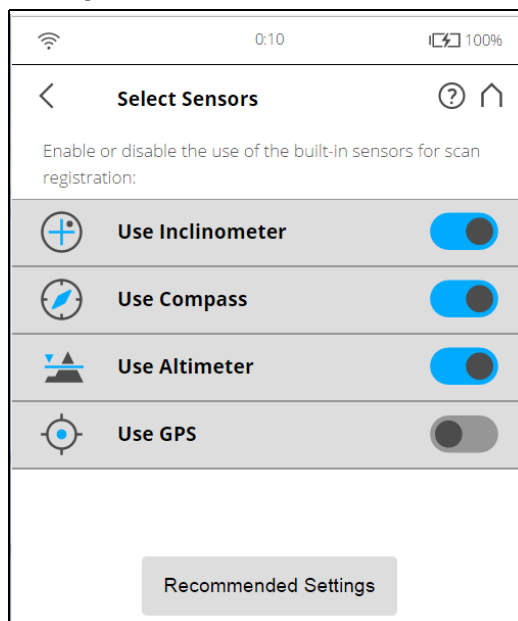 0:10
100%
Select Sensors
Enable or disable the use of the built-in sensors for scan
registration:
Use Inclinometer
Use Compass
Use Altimeter
Use GPS
Recommended Settings